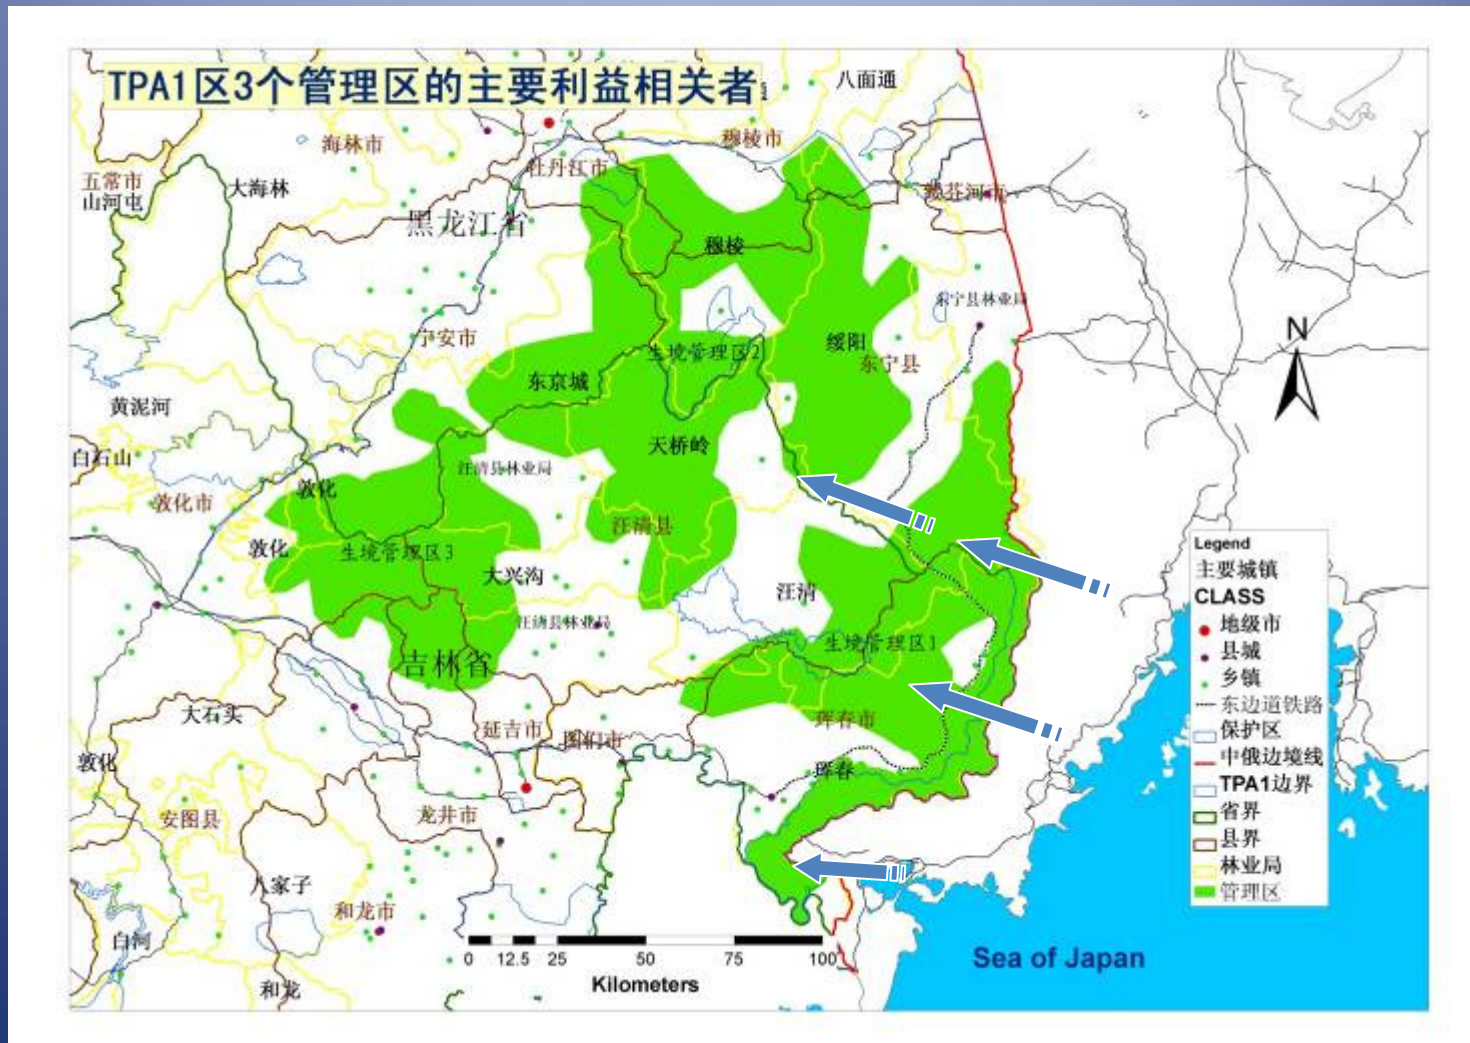 TPA1区3个管理区的主要利益相关者
八面通
海林市
穆棱市
牡丹江市
五常市
山河屯
大海林
绥芬河市
黑龙江省
穆棱
东宁县林业局
宁安市
生境管理区2
绥阳
东宁县
东京城
黄泥河
天桥岭
白石山
汪清县林业局
敦化
敦化市
汪清县
敦化
生境管理区3
大兴沟
汪清
汪清县林业局
生境管理区1
吉林省
大石头
珲春市
延吉市
图们市
敦化
珲春
安图县
龙井市
八家子
和龙市
白河
和龙
N
Legend
主要城镇
CLASS
地级市
县城
乡镇
东边道铁路
保护区
中俄边境线
TPA1边界
省界
县界
林业局
管理区
0 12.5 25 50 75 100
Kilometers
Sea of Japan